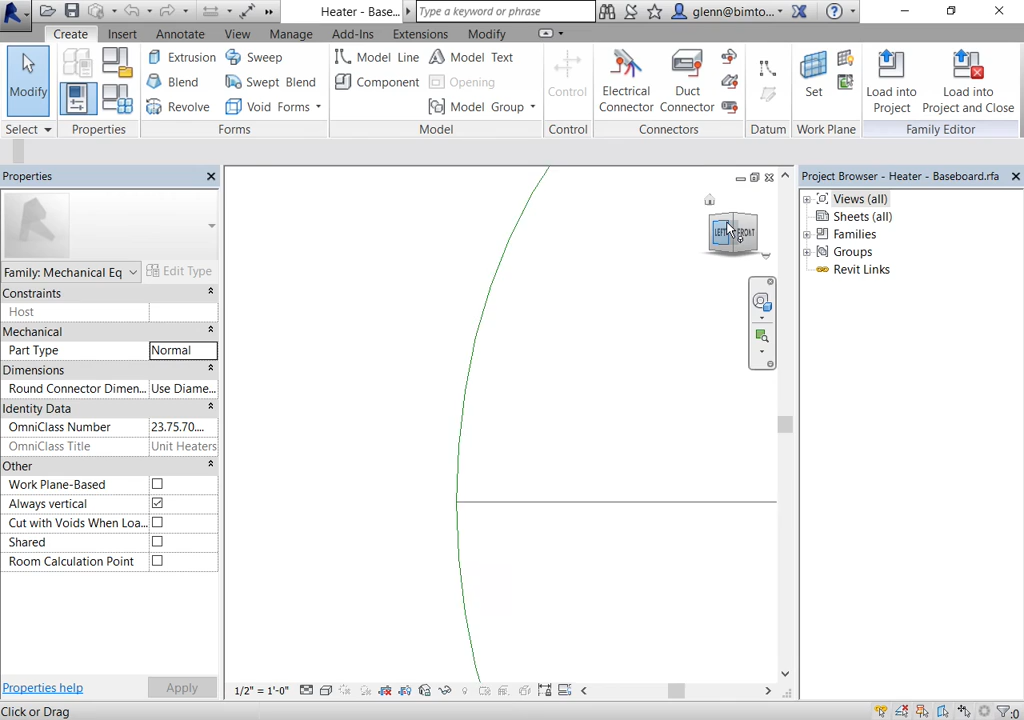 Heater - Base...
Type a keyword or phrase
glenn@bimto...
Create Insert Annotate View Manage Add-Ins Extensions Modify
Modify
Extrusion Sweep
Blend Swept Blend
Revolve Void Forms
Model Line Model Text
Component Opening
Model Group
Control
Electrical Connector
Duct Connector
Set
Load into Project
Load into Project and Close
Select Properties Forms Model Control Connectors Datum Work Plane Family Editor
Properties
Family: Mechanical Eq Edit Type
Constraints
Host
Mechanical
Part Type Normal
Dimensions
Round Connector Dimen... Use Diame...
Identity Data
OmniClass Number 23.75.70....
OmniClass Title Unit Heaters
Other
Work Plane-Based
Always vertical
Cut with Voids When Loa...
Shared
Room Calculation Point
Properties help Apply
LEFT FRONT
1/2" = 1'-0"
Project Browser - Heater - Baseboard.rfa
Views (all)
Sheets (all)
Families
Groups
Revit Links
Click or Drag
:0